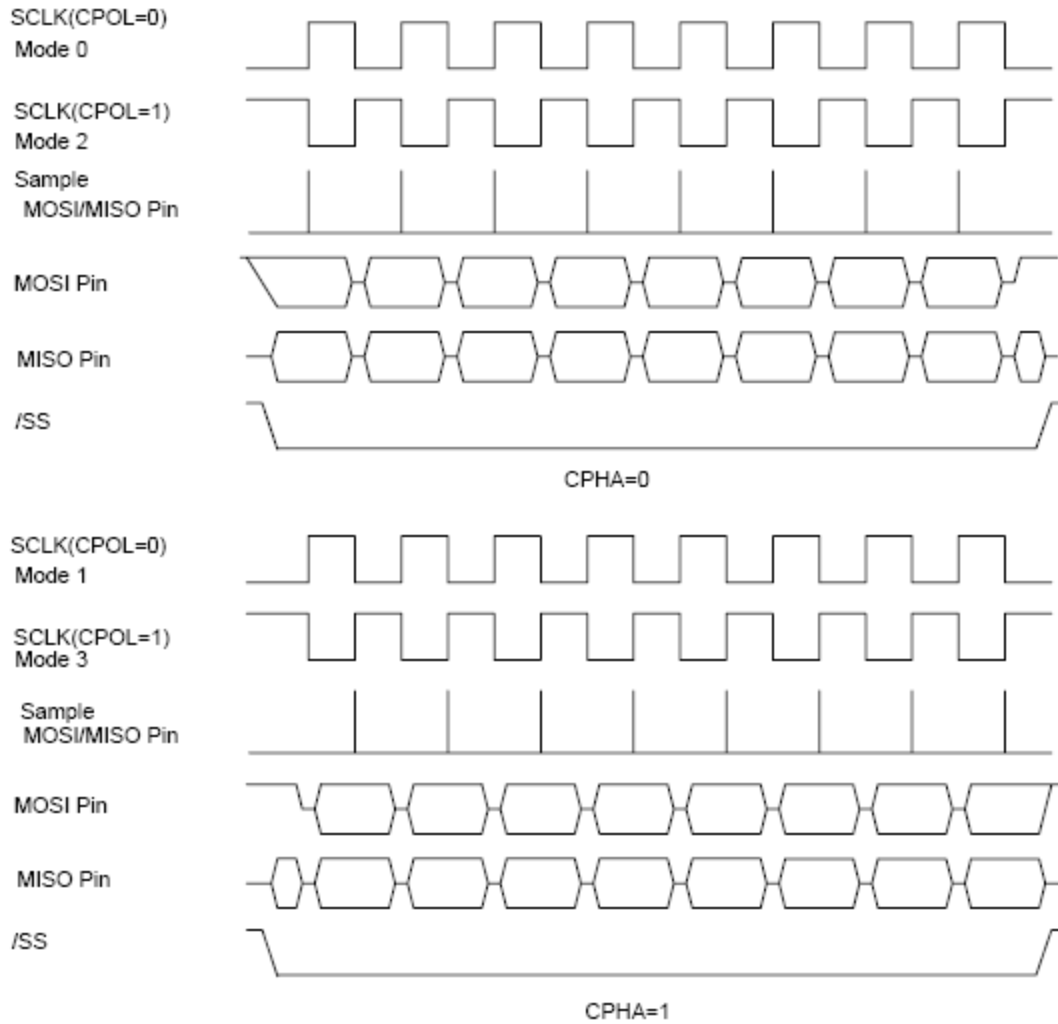 SCLK(CPOL=0)
Mode 0
SCLK(CPOL=1)
Mode 2
Sample
MOSI/MISO Pin
MOSI Pin
MISO Pin
/SS
CPHA=0
SCLK(CPOL=0)
Mode 1
SCLK(CPOL=1)
Mode 3
Sample
MOSI/MISO Pin
MOSI Pin
MISO Pin
/SS
CPHA=1